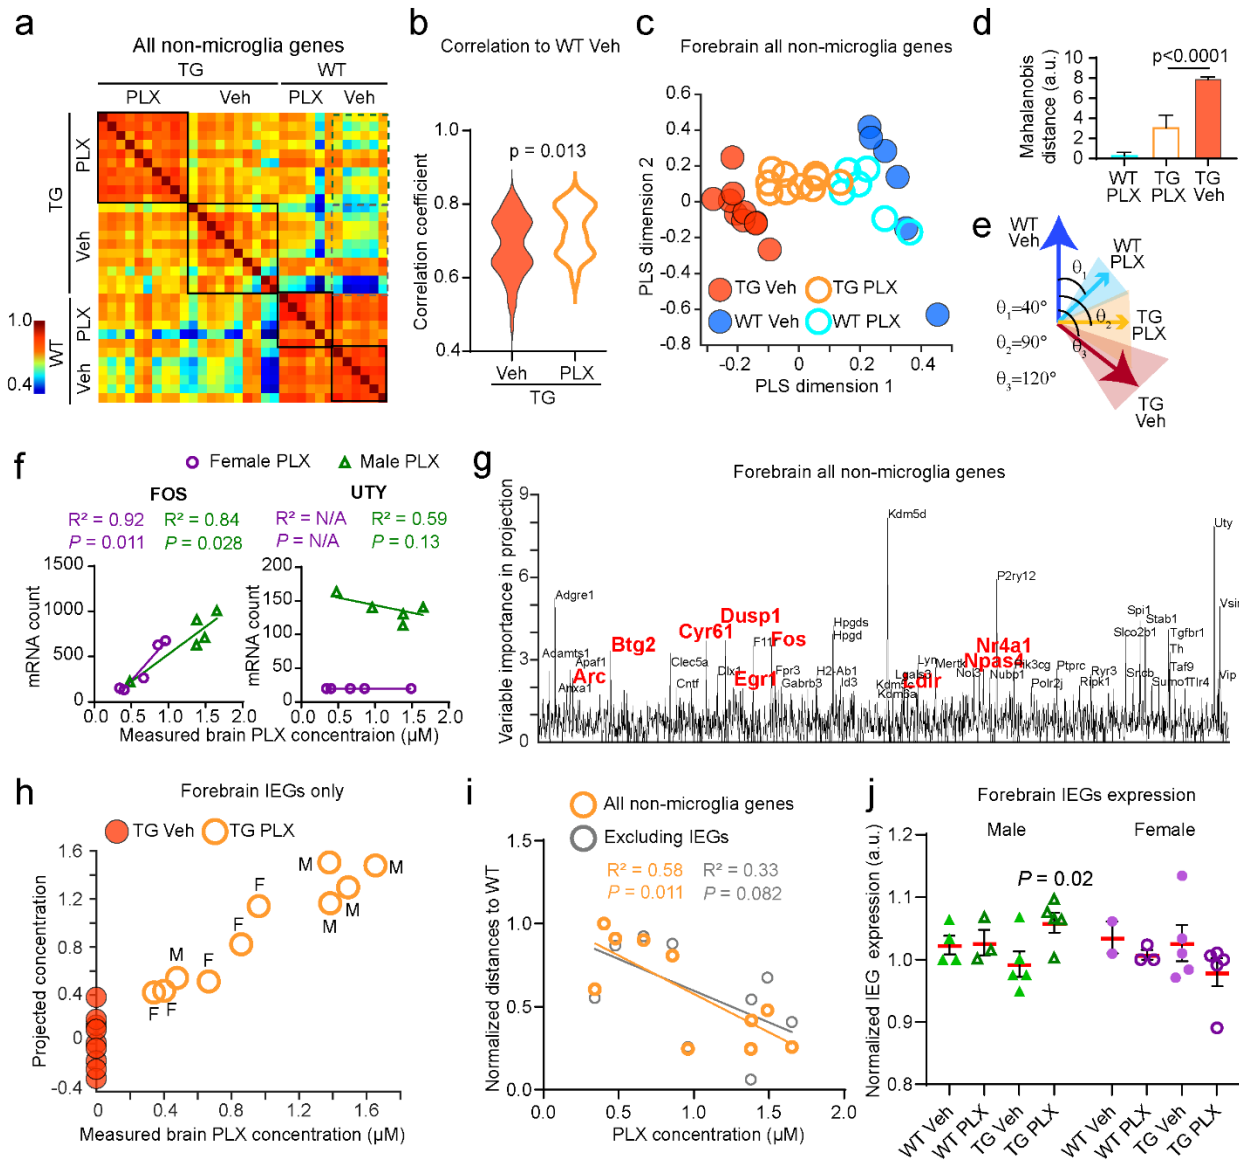 a
All non-microglia genes
TG
WT
PLX
Veh
PLX
Veh
TG
PLX
Veh
WT
PLX
Veh
1.0
0.4
b
Correlation to WT Veh
Correlation coefficient
1.0
0.8
0.6
0.4
p = 0.013
Veh
PLX
TG
c
Forebrain all non-microglia genes
PLS dimension 2
0.6
0.4
0.2
0
-0.2
-0.4
-0.6
-0.8
TG Veh
TG PLX
WT Veh
WT PLX
-0.2
0
0.2
0.4
PLS dimension 1
d
Mahalanobis
distance (a.u.)
10
8
6
4
2
0
p<0.0001
WT
PLX
TG
PLX
TG
Veh
e
WT
Veh
WT
PLX
TG
PLX
TG
Veh
θ1
θ2
θ3
θ1=40°
θ2=90°
θ3=120°
f
Female PLX
Male PLX
FOS
UTY
R² = 0.92
P = 0.011
R² = 0.84
P = 0.028
R² = N/A
P = N/A
R² = 0.59
P = 0.13
mRNA count
1500
1000
500
0
0.0
0.5
1.0
1.5
2.0
mRNA count
200
150
100
50
0
0.0
0.5
1.0
1.5
2.0
Measured brain PLX concentraion (µM)
g
Forebrain all non-microglia genes
Variable importance in projection
9
6
3
0
Kdm5d
Uty
P2ry12
Adgre1
Vsir
Spi1
Stab1
Hpgds
Hpgd
Slco2b1
Tgfbr1
Th
Dusp1
Cyr61
Fos
F11r
Btg2
Nr4a1
Npas4
Adamts1
Apaf1
Arc
Anxa1
Clec5a
Cntf
Dlx1
Egr1
Fpr3
Gabrb3
H2-Ab1
Id3
Lyn
Lgals3
Ldlr
Mertk
Nol3
Nubp1
Pik3cg
Polr2j
Ptprc
Ripk1
Ryr3
Sncb
Sumo1
Taf9
Tlr4
Vip
h
Forebrain IEGs only
TG Veh
TG PLX
Projected concentration
1.6
1.2
0.8
0.4
0
-0.4
F
F
M
F
F
F
M
M
M
M
0
0.4
0.8
1.2
1.6
Measured brain PLX concentration (µM)
i
All non-microglia genes
Excluding IEGs
R² = 0.58
P = 0.011
R² = 0.33
P = 0.082
Normalized distances to WT
1.5
1.0
0.5
0.0
0.0
0.5
1.0
1.5
2.0
PLX concentration (µM)
j
Forebrain IEGs expression
Male
Female
P = 0.02
Normalized IEG expression (a.u.)
1.2
1.1
1.0
0.9
0.8
WT Veh
WT PLX
TG Veh
TG PLX
WT Veh
WT PLX
TG Veh
TG PLX